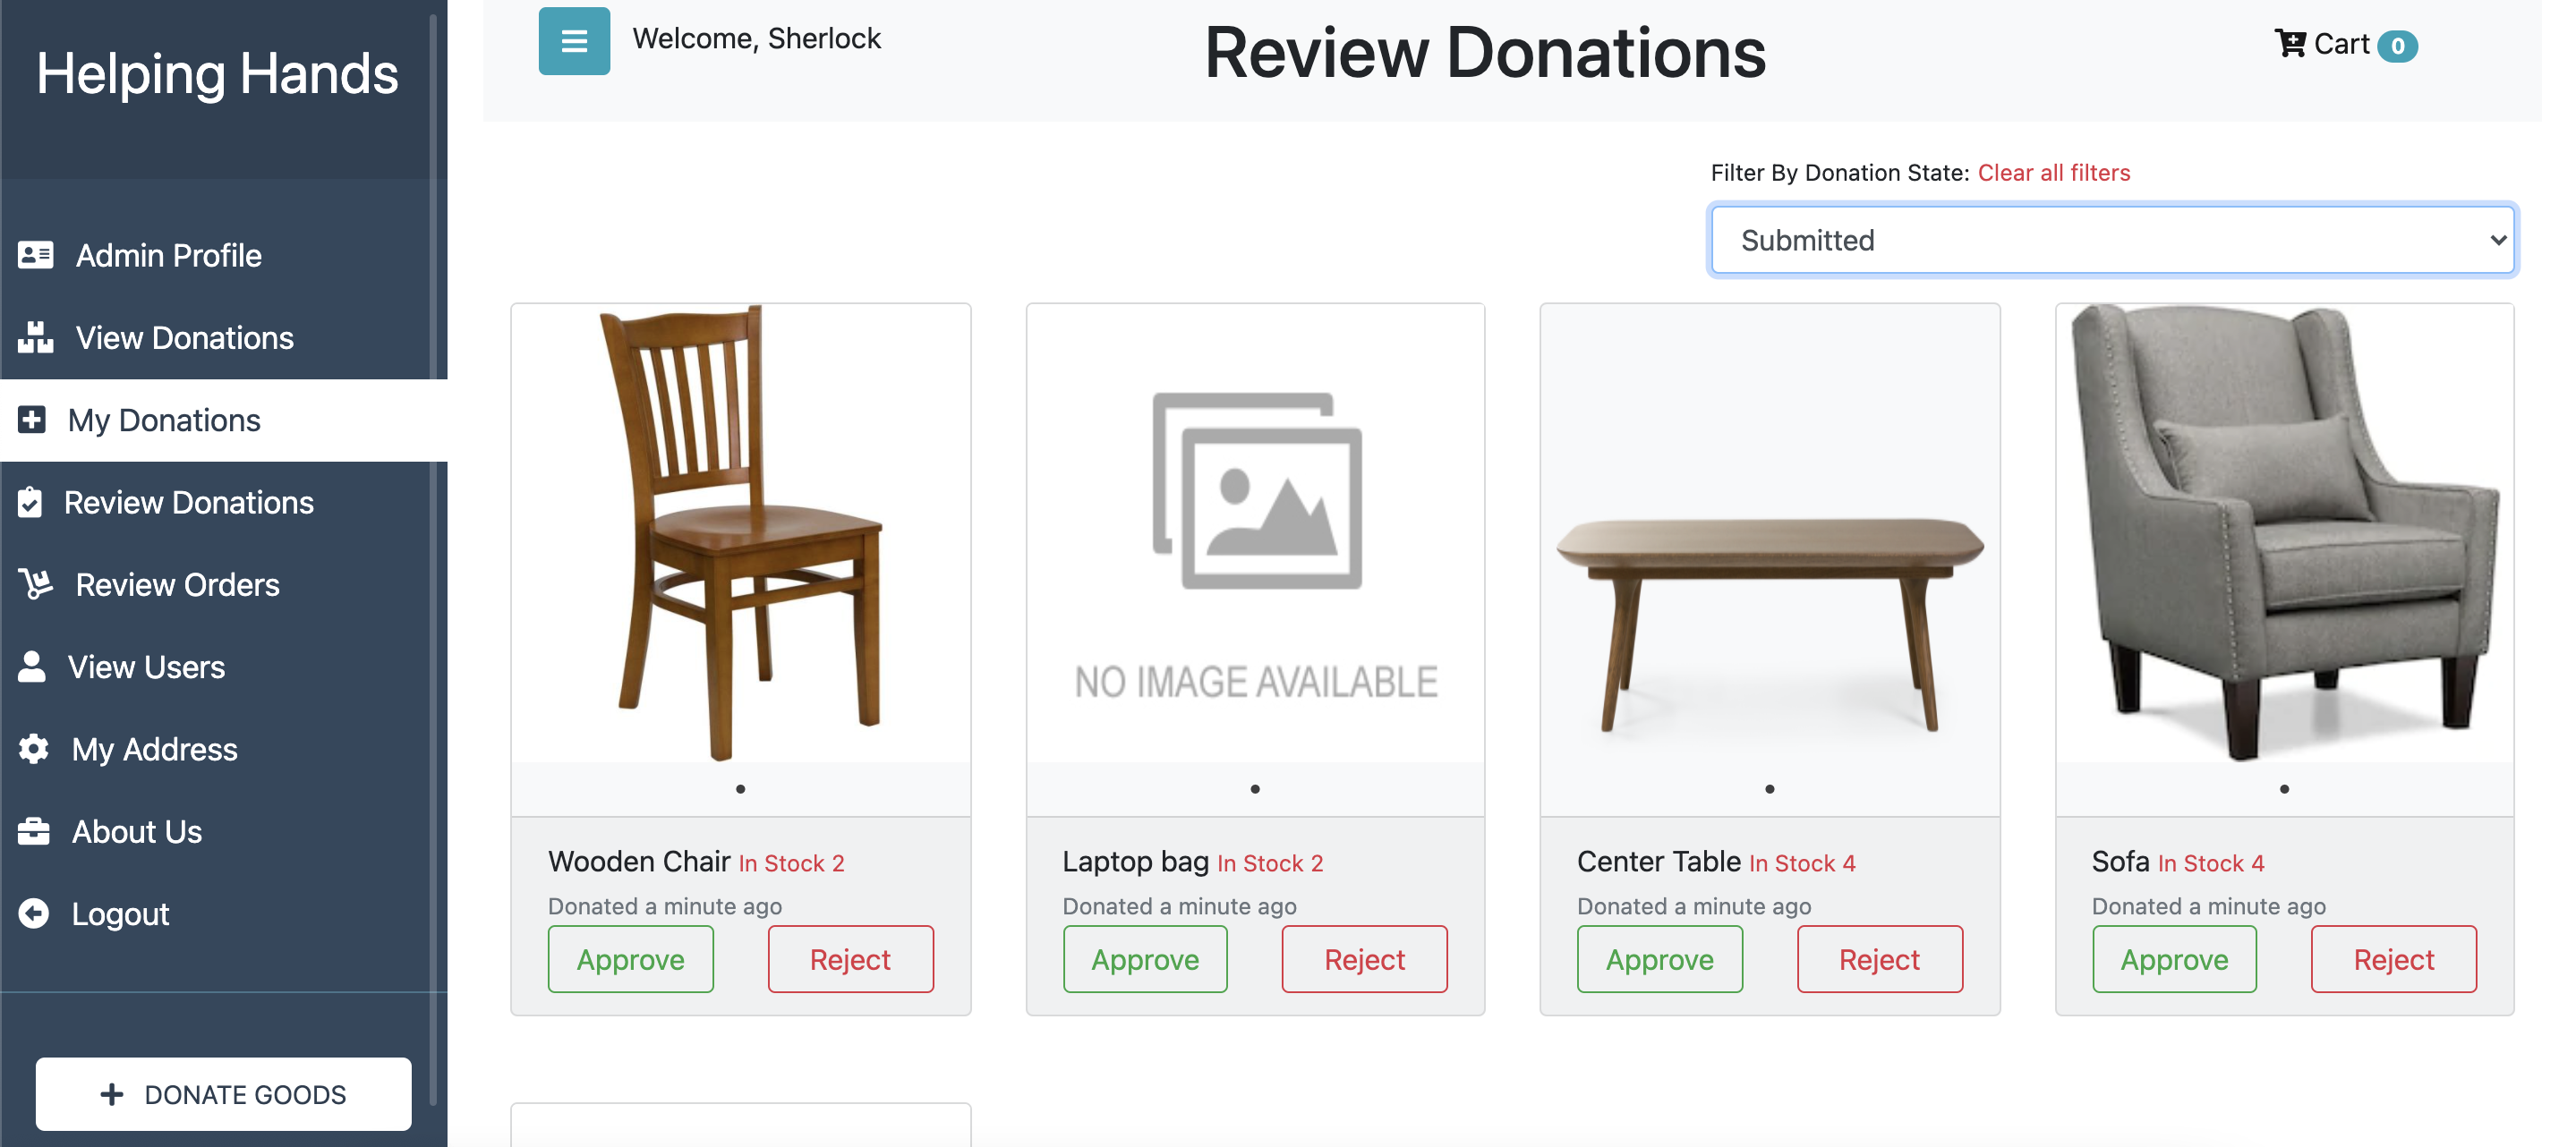 Helping Hands
Admin Profile
View Donations
My Donations
Review Donations
Review Orders
View Users
My Address
About Us
Logout
DONATE GOODS
Welcome, Sherlock
Review Donations
Cart 0
Filter By Donation State: Clear all filters
Submitted
NO IMAGE AVAILABLE
Wooden Chair In Stock 2
Donated a minute ago
Approve Reject
Laptop bag In Stock 2
Donated a minute ago
Approve Reject
Center Table In Stock 4
Donated a minute ago
Approve Reject
Sofa In Stock 4
Donated a minute ago
Approve Reject